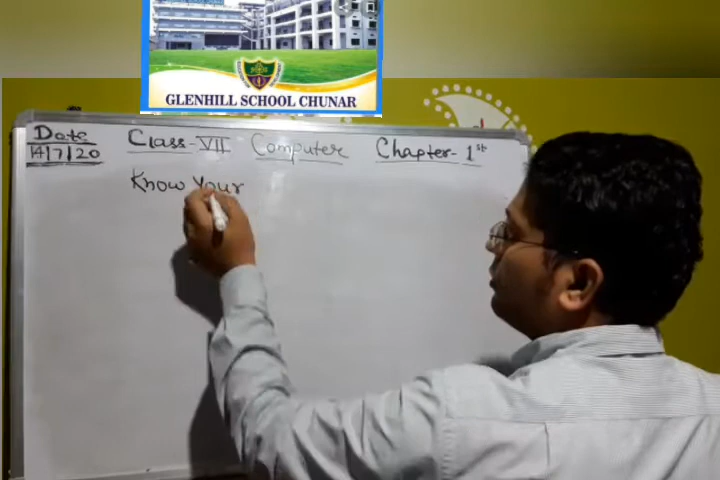 GLENHILL SCHOOL CHUNAR
Date Class-VII Computer Chapter-1st
14/7/20
Know Your